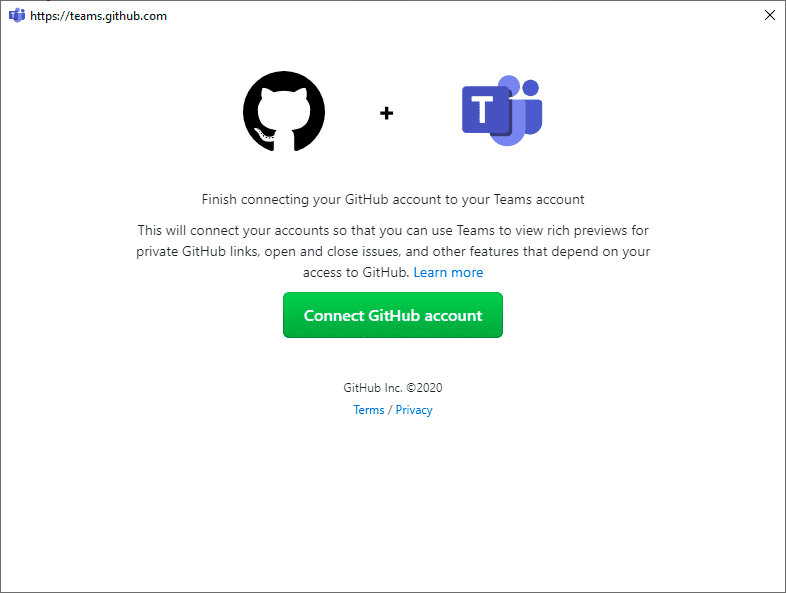 https://teams.github.com
T
+
T
Finish connecting your GitHub account to your Teams account
This will connect your accounts so that you can use Teams to view rich previews for
private GitHub links, open and close issues, and other features that depend on your
access to GitHub. Learn more
Connect GitHub account
GitHub Inc. ©2020
Terms / Privacy